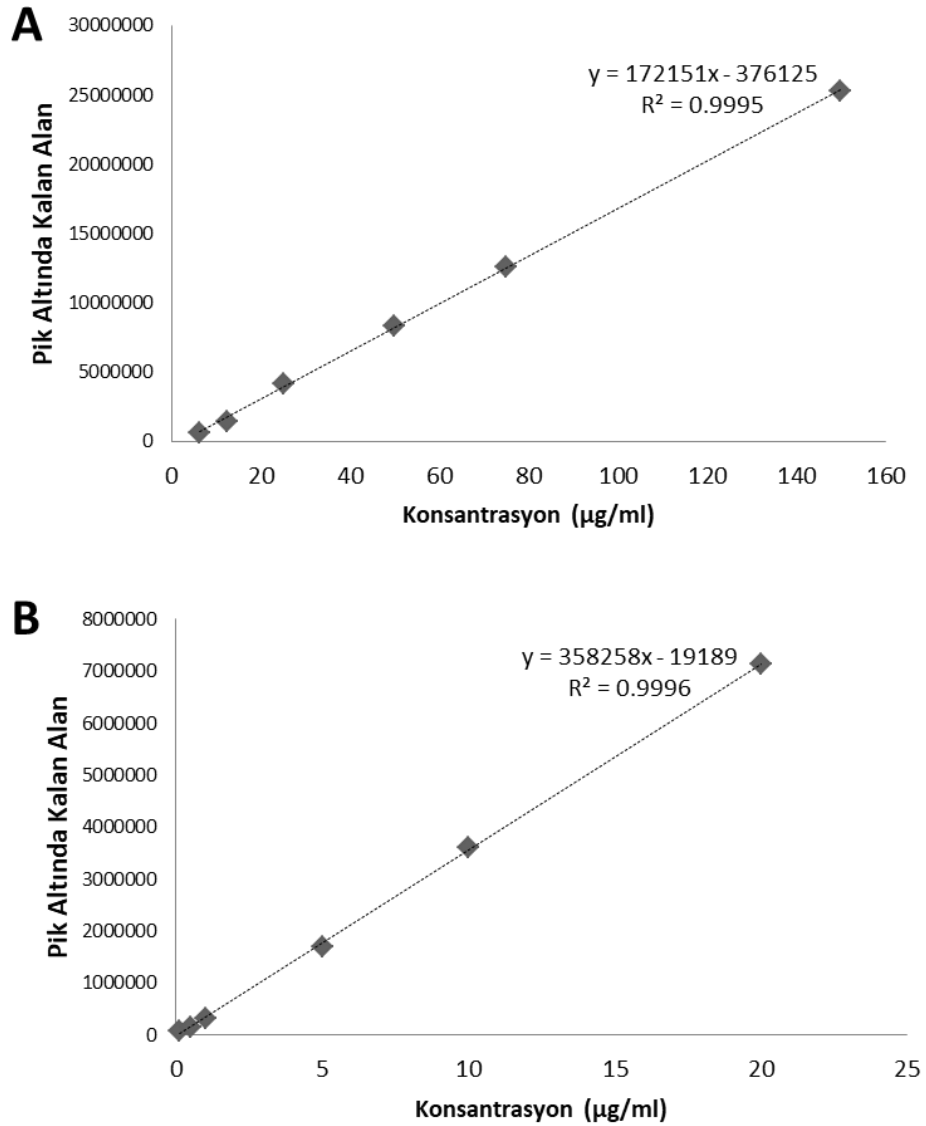 A
30000000
25000000
20000000
15000000
10000000
5000000
0
Pik Altında Kalan Alan
y = 172151x - 376125
R² = 0.9995
0 20 40 60 80 100 120 140 160
Konsantrasyon (µg/ml)
B
8000000
7000000
6000000
5000000
4000000
3000000
2000000
1000000
0
Pik Altında Kalan Alan
y = 358258x - 19189
R² = 0.9996
0 5 10 15 20 25
Konsantrasyon (µg/ml)